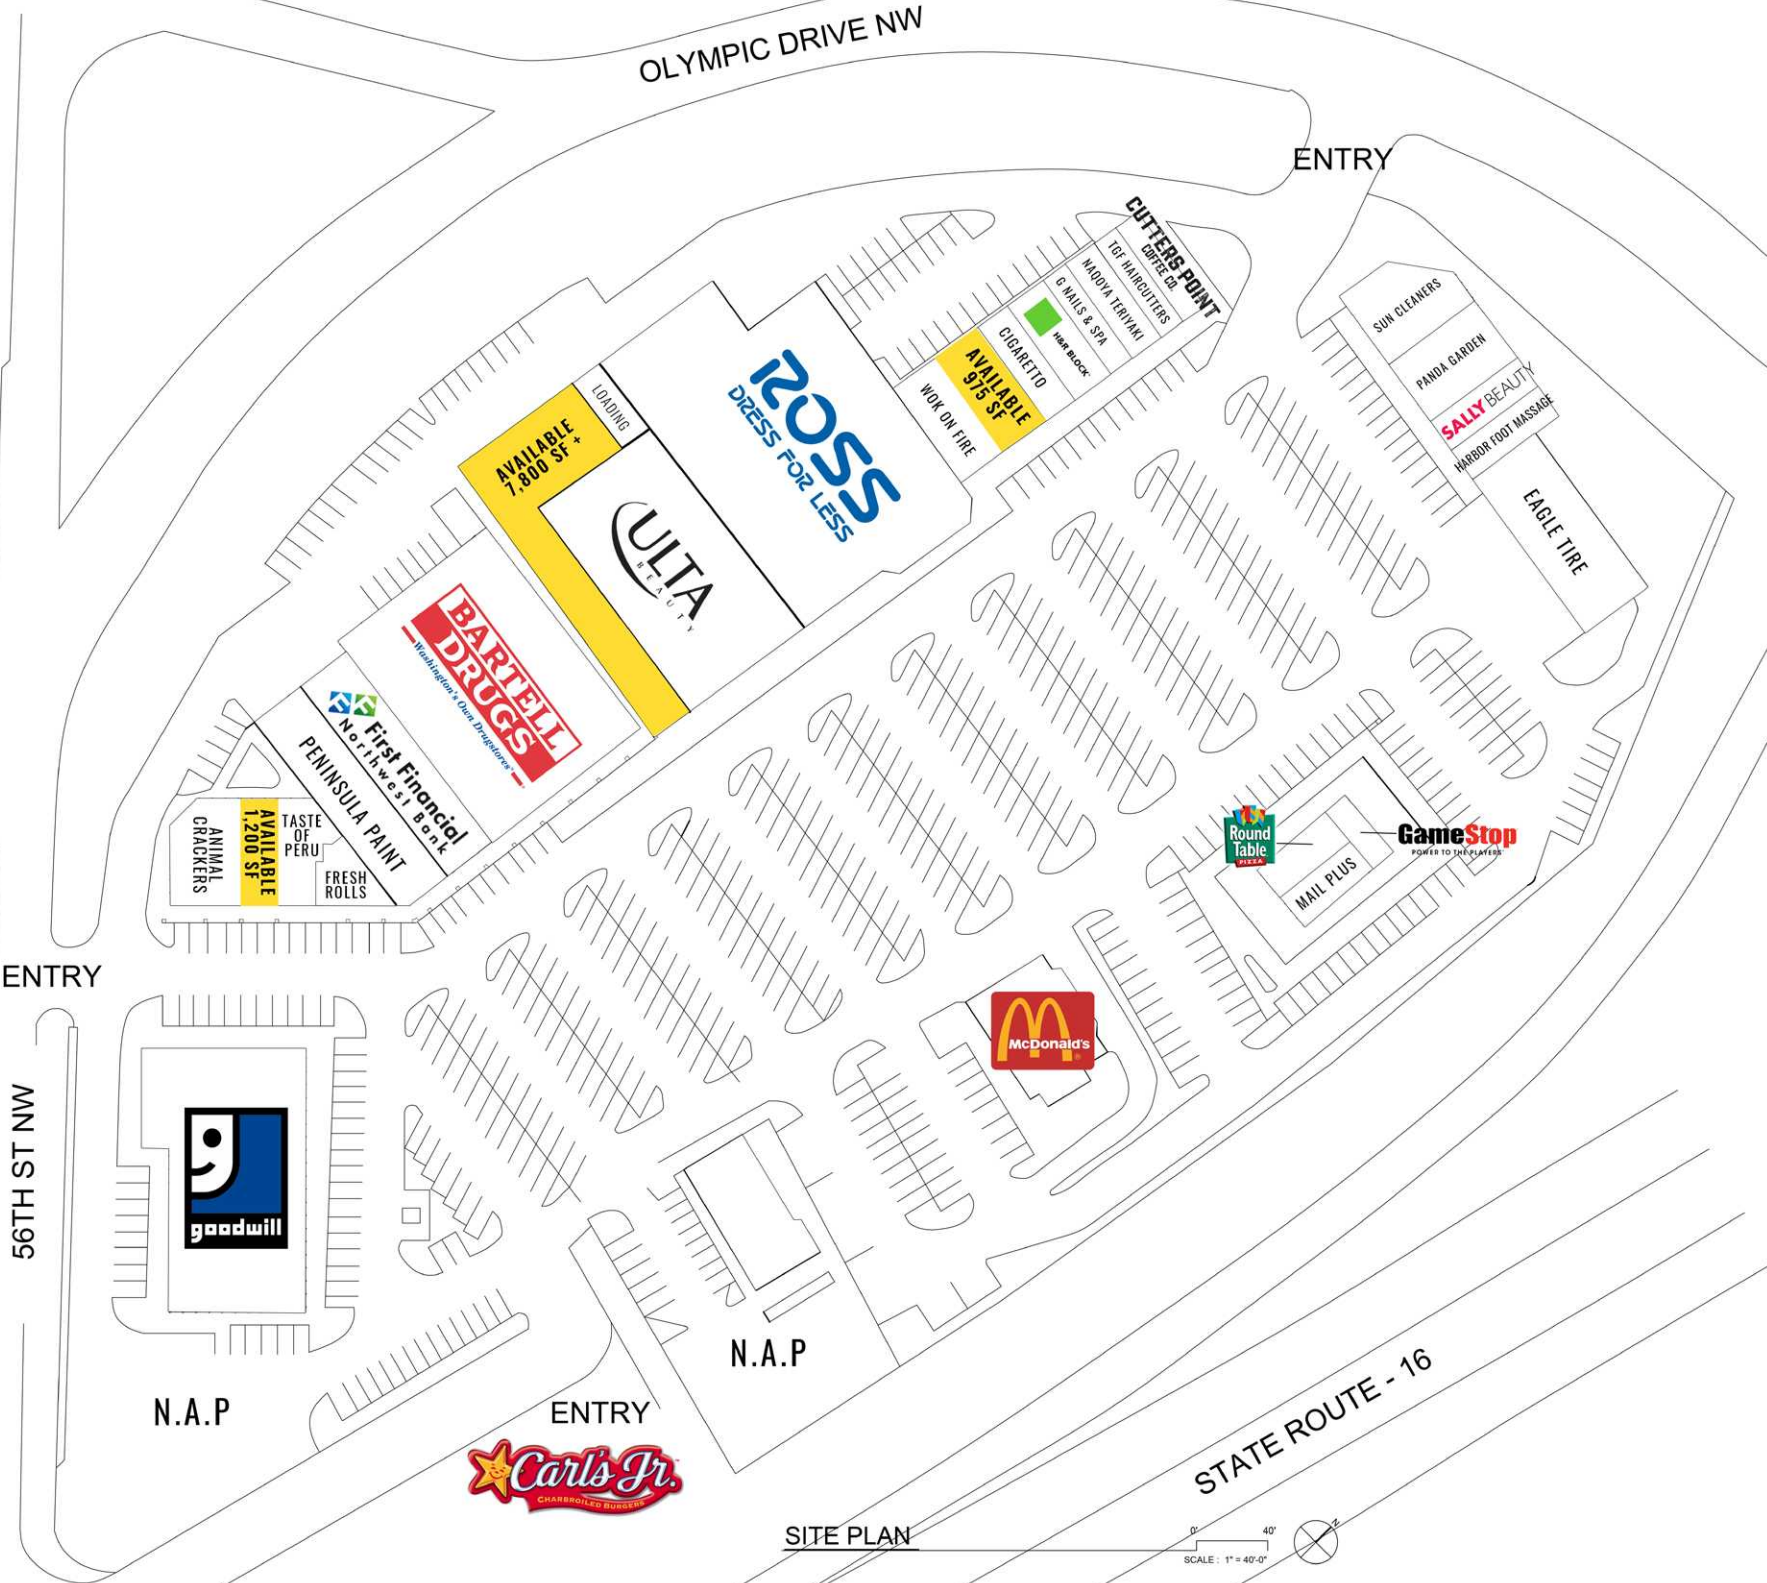 OLYMPIC DRIVE NW
ENTRY
CUTTERS POINT
COFFEE CO.
TGF HAIRCUTTERS
NAQOYA TERIYAKI
G NAILS & SPA
H&R BLOCK
CIGARETTO
AVAILABLE
975 SF
WOK ON FIRE
SUN CLEANERS
PANDA GARDEN
SALLY BEAUTY
HARBOR FOOT MASSAGE
EAGLE TIRE
ROSS
DRESS FOR LESS
LOADING
AVAILABLE
7,800 SF +
ULTA
BEAUTY
BARTELL
DRUGS
Washington's Own Drugstores
First Financial
Northwest Bank
PENINSULA PAINT
TASTE
OF
PERU
FRESH
ROLLS
AVAILABLE
1,200 SF
ANIMAL
CRACKERS
Round
Table
PIZZA
GameStop
POWER TO THE PLAYERS
MAIL PLUS
McDonald's
ENTRY
56TH ST NW
goodwill
N.A.P
N.A.P
ENTRY
Carl's Jr.
CHARBROILED BURGERS
STATE ROUTE - 16
SITE PLAN
0' 40'
SCALE : 1" = 40'-0"
N